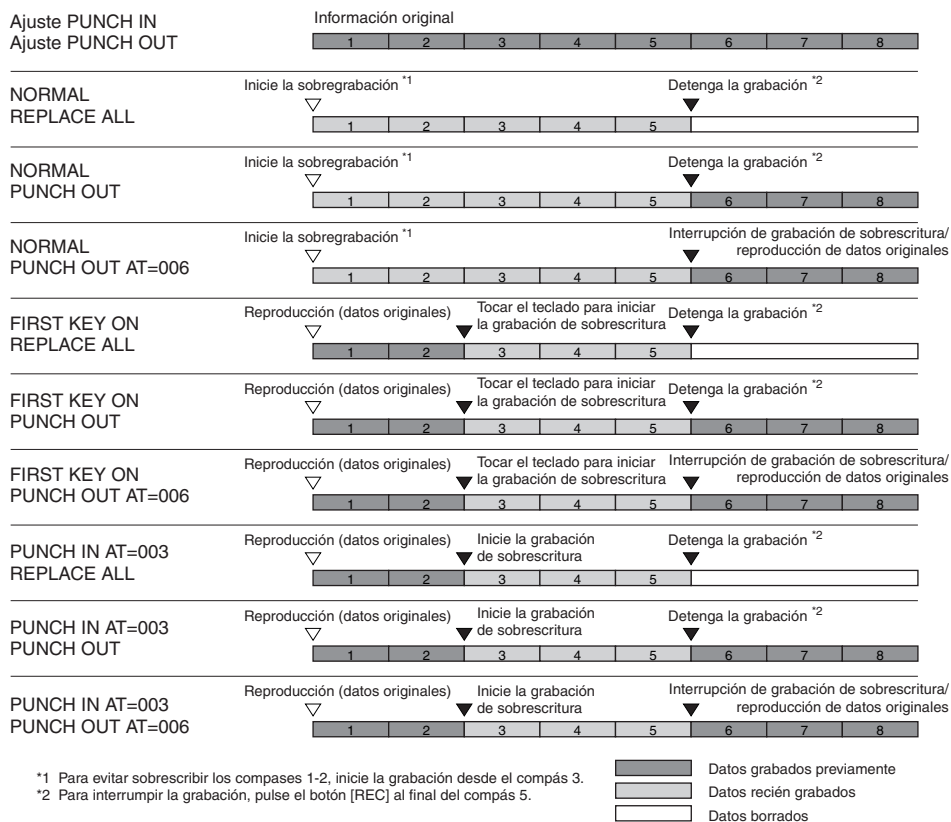 Ajuste PUNCH IN
Ajuste PUNCH OUT
Información original
1 2 3 4 5 6 7 8
NORMAL
REPLACE ALL
Inicie la sobregrabación *1
Detenga la grabación *2
1 2 3 4 5
NORMAL
PUNCH OUT
Inicie la sobregrabación *1
Detenga la grabación *2
1 2 3 4 5 6 7 8
NORMAL
PUNCH OUT AT=006
Inicie la sobregrabación *1
Interrupción de grabación de sobrescritura/
reproducción de datos originales
1 2 3 4 5 6 7 8
FIRST KEY ON
REPLACE ALL
Reproducción (datos originales)
Tocar el teclado para iniciar
la grabación de sobrescritura
Detenga la grabación *2
1 2 3 4 5
FIRST KEY ON
PUNCH OUT
Reproducción (datos originales)
Tocar el teclado para iniciar
la grabación de sobrescritura
Detenga la grabación *2
1 2 3 4 5 6 7 8
FIRST KEY ON
PUNCH OUT AT=006
Reproducción (datos originales)
Tocar el teclado para iniciar
la grabación de sobrescritura
Interrupción de grabación de sobrescritura/
reproducción de datos originales
1 2 3 4 5 6 7 8
PUNCH IN AT=003
REPLACE ALL
Reproducción (datos originales)
Inicie la grabación
de sobrescritura
Detenga la grabación *2
1 2 3 4 5
PUNCH IN AT=003
PUNCH OUT
Reproducción (datos originales)
Inicie la grabación
de sobrescritura
Detenga la grabación *2
1 2 3 4 5 6 7 8
PUNCH IN AT=003
PUNCH OUT AT=006
Reproducción (datos originales)
Inicie la grabación
de sobrescritura
Interrupción de grabación de sobrescritura/
reproducción de datos originales
1 2 3 4 5 6 7 8
*1 Para evitar sobrescribir los compases 1-2, inicie la grabación desde el compás 3.
*2 Para interrumpir la grabación, pulse el botón [REC] al final del compás 5.
Datos grabados previamente
Datos recién grabados
Datos borrados